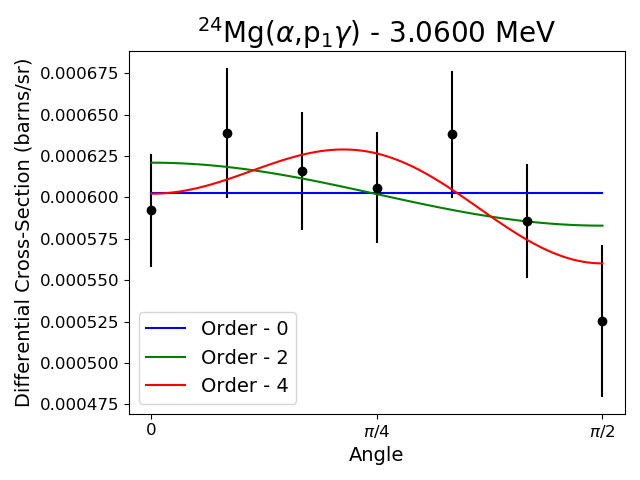 ²⁴Mg(α,p₁γ) - 3.0600 MeV
Differential Cross-Section (barns/sr)
0.000675
0.000650
0.000625
0.000600
0.000575
0.000550
0.000525
0.000500
0.000475
Order - 0
Order - 2
Order - 4
0 π/4 π/2
Angle